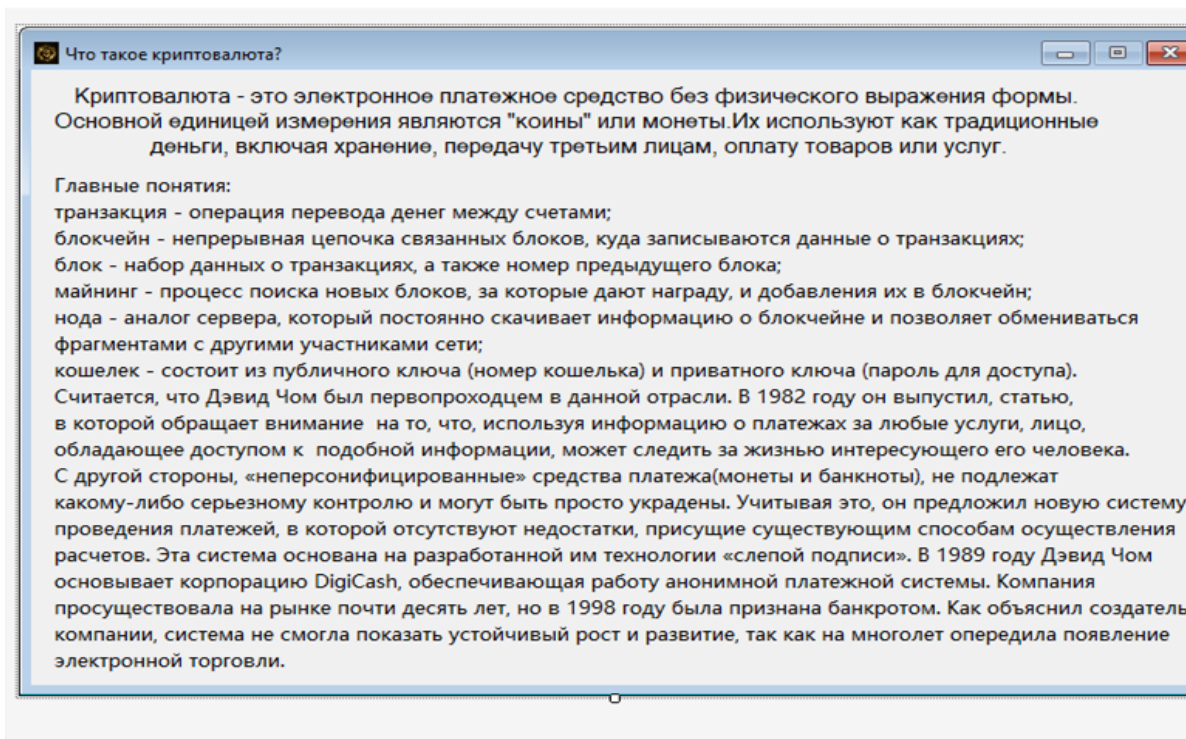 Что такое криптовалюта?
Криптовалюта - это электронное платежное средство без физического выражения формы.
Основной единицей измерения являются "коины" или монеты.Их используют как традиционные
деньги, включая хранение, передачу третьим лицам, оплату товаров или услуг.
Главные понятия:
транзакция - операция перевода денег между счетами;
блокчейн - непрерывная цепочка связанных блоков, куда записываются данные о транзакциях;
блок - набор данных о транзакциях, а также номер предыдущего блока;
майнинг - процесс поиска новых блоков, за которые дают награду, и добавления их в блокчейн;
нода - аналог сервера, который постоянно скачивает информацию о блокчейне и позволяет обмениваться
фрагментами с другими участниками сети;
кошелек - состоит из публичного ключа (номер кошелька) и приватного ключа (пароль для доступа).
Считается, что Дэвид Чом был первопроходцем в данной отрасли. В 1982 году он выпустил, статью,
в которой обращает внимание  на то, что, используя информацию о платежах за любые услуги, лицо,
обладающее доступом к  подобной информации, может следить за жизнью интересующего его человека.
С другой стороны, «неперсонифицированные» средства платежа(монеты и банкноты), не подлежат
какому-либо серьезному контролю и могут быть просто украдены. Учитывая это, он предложил новую систему
проведения платежей, в которой отсутствуют недостатки, присущие существующим способам осуществления
расчетов. Эта система основана на разработанной им технологии «слепой подписи». В 1989 году Дэвид Чом
основывает корпорацию DigiCash, обеспечивающая работу анонимной платежной системы. Компания
просуществовала на рынке почти десять лет, но в 1998 году была признана банкротом. Как объяснил создатель
компании, система не смогла показать устойчивый рост и развитие, так как на многолет опередила появление
электронной торговли.